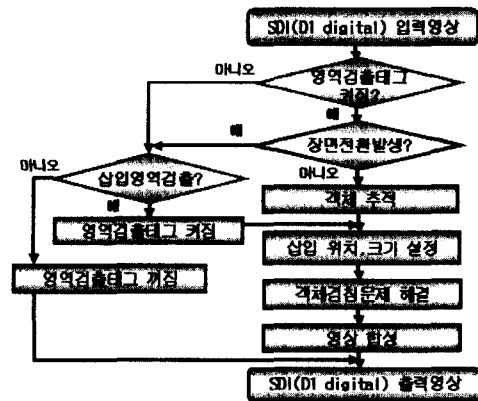 SDI(D1 digital) 입력영상
아니오
영역검출태그
켜짐?
예
예
장면전환발생?
아니오
삽입영역검출?
아니오
객체 추적
예
영역검출태그 켜짐
삽입 위치,크기 설정
영역검출태그 꺼짐
객체겹침문제 해결
영상 합성
SDI(D1 digital) 출력영상